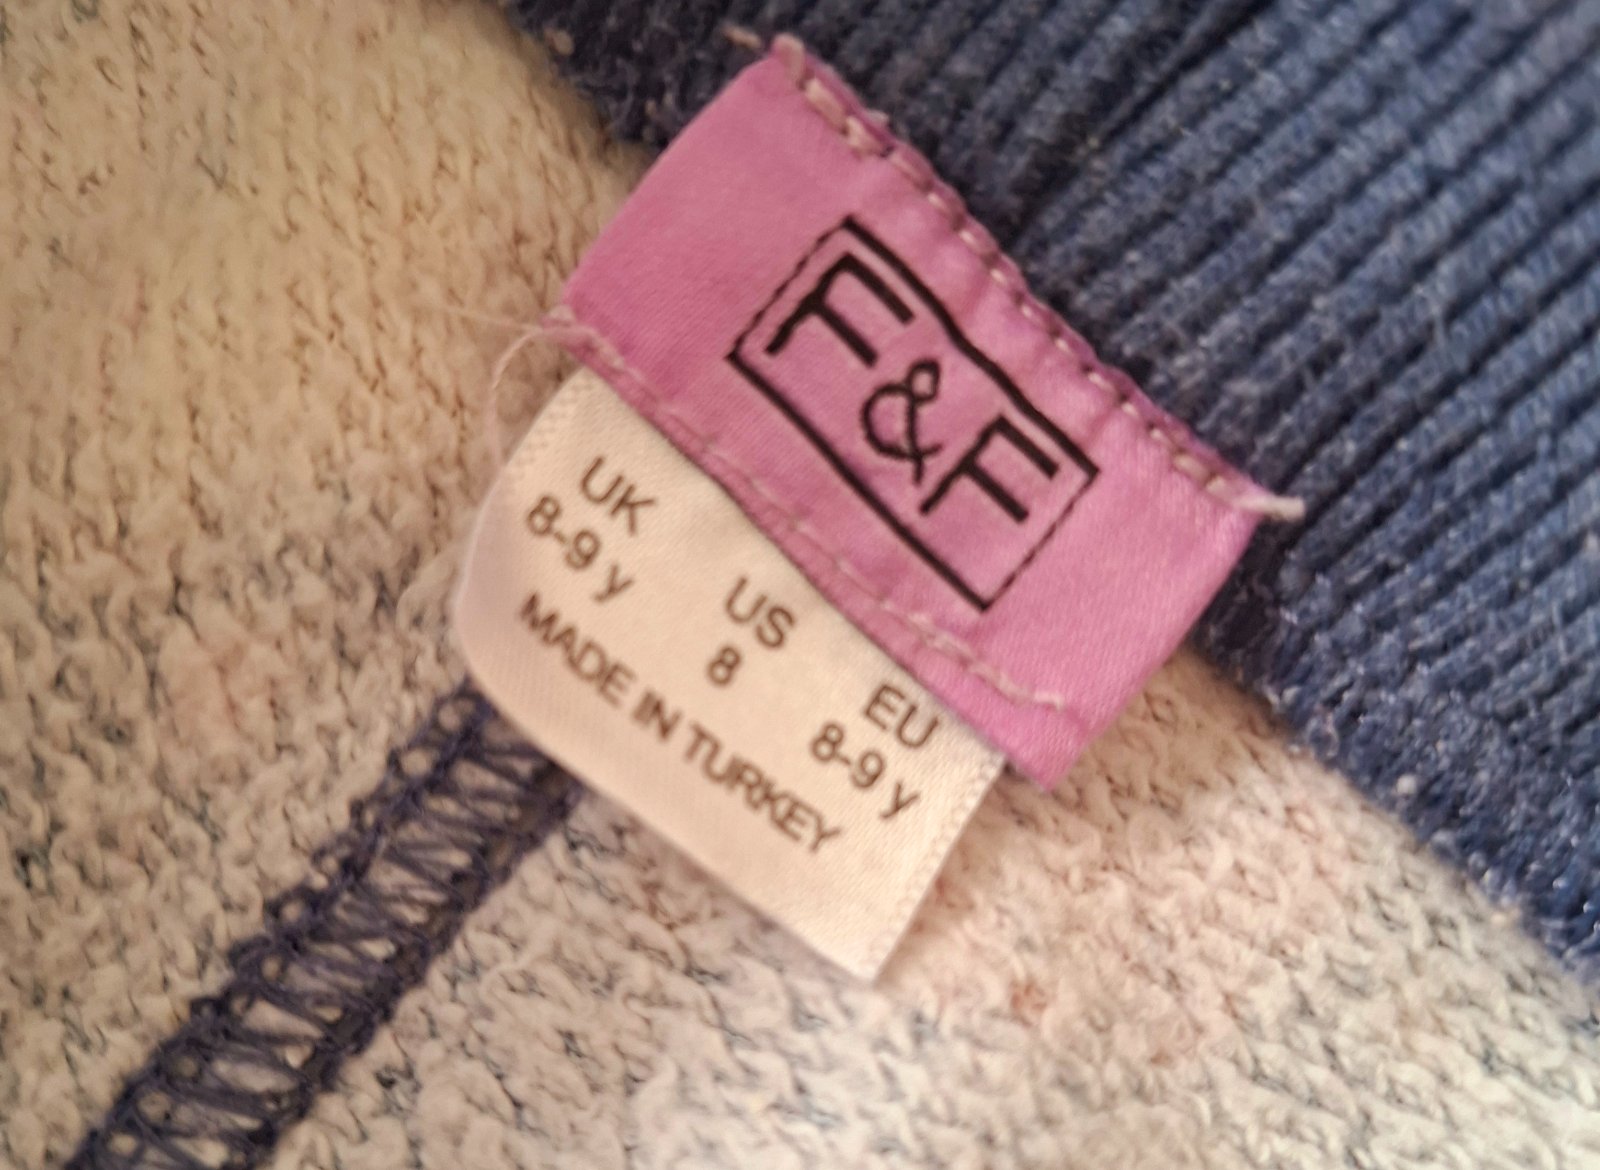 F&F
UK US EU
8-9 y 8 8-9 y
MADE IN TURKEY